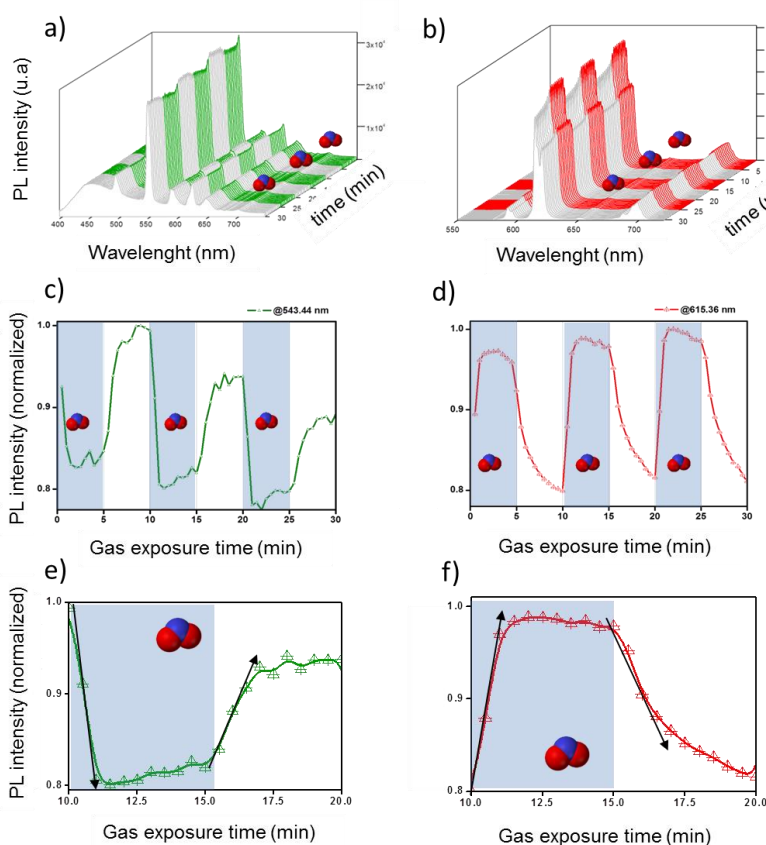 a)
PL intensity (u.a)
3x10⁴
2x10⁴
1x10⁴
400 450 500 550 600 650 700
30 25
time (min)
Wavelenght (nm)
b)
550 600 650 700
30 25 20 15 10 5
Wavelenght (nm)
c)
@543.44 nm
PL intensity (normalized)
1.0
0.9
0.8
0 5 10 15 20 25 30
Gas exposure time (min)
d)
@615.36 nm
1.0
0.9
0.8
0 5 10 15 20 25 30
Gas exposure time (min)
e)
PL intensity (normalized)
1.0
0.9
0.8
10.0 12.5 15.0 17.5 20.0
Gas exposure time (min)
f)
1.0
0.9
0.8
10.0 12.5 15.0 17.5 20.0
Gas exposure time (min)